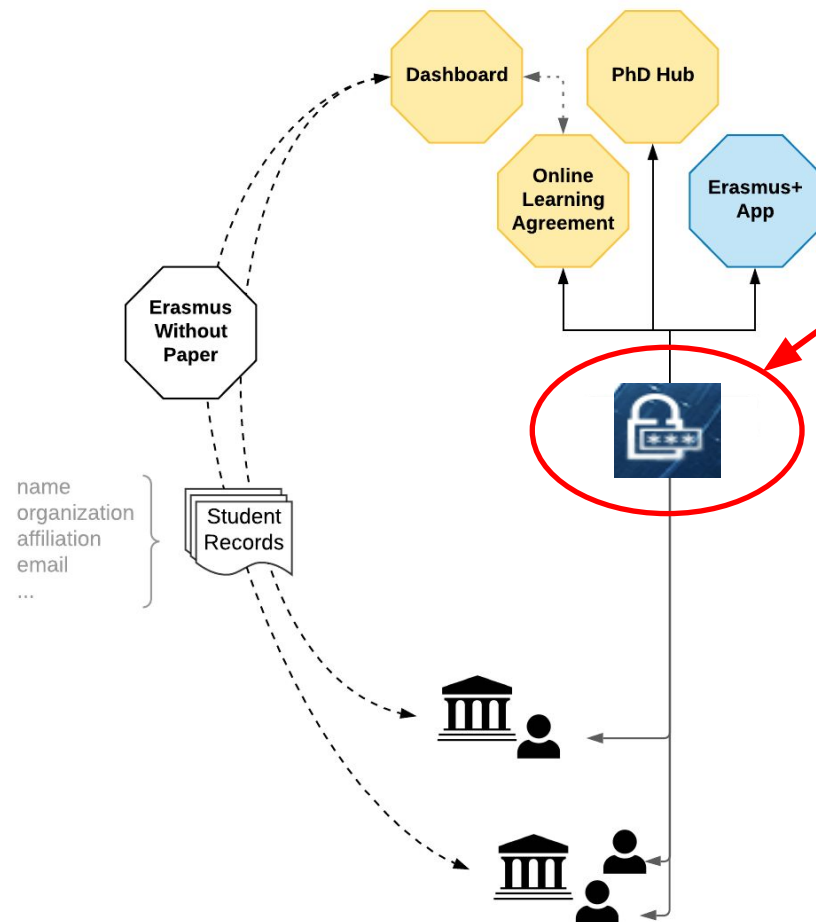 Dashboard
PhD Hub
Online
Learning
Agreement
Erasmus+
App
Erasmus
Without
Paper
***
name
organization
affiliation
email
...
Student
Records